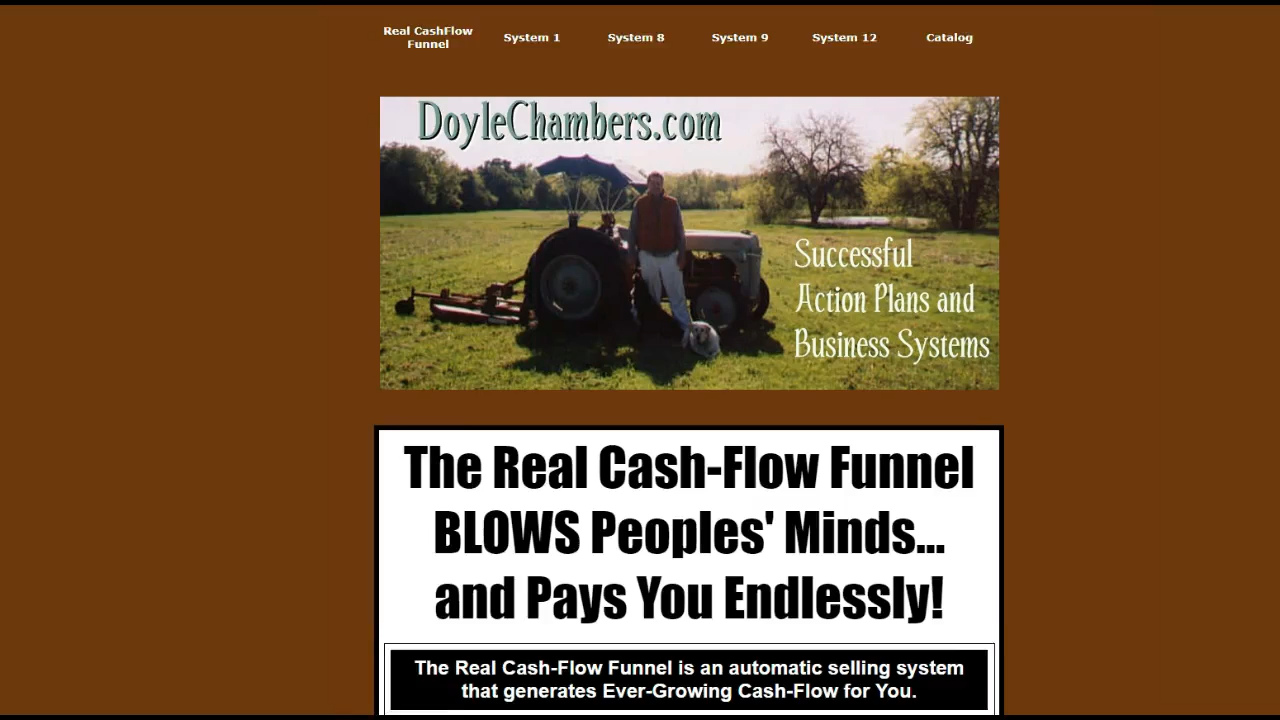 Real CashFlow
Funnel
System 1
System 8
System 9
System 12
Catalog
DoyleChambers.com
Successful
Action Plans and
Business Systems
The Real Cash-Flow Funnel
BLOWS Peoples' Minds...
and Pays You Endlessly!
The Real Cash-Flow Funnel is an automatic selling system
that generates Ever-Growing Cash-Flow for You.